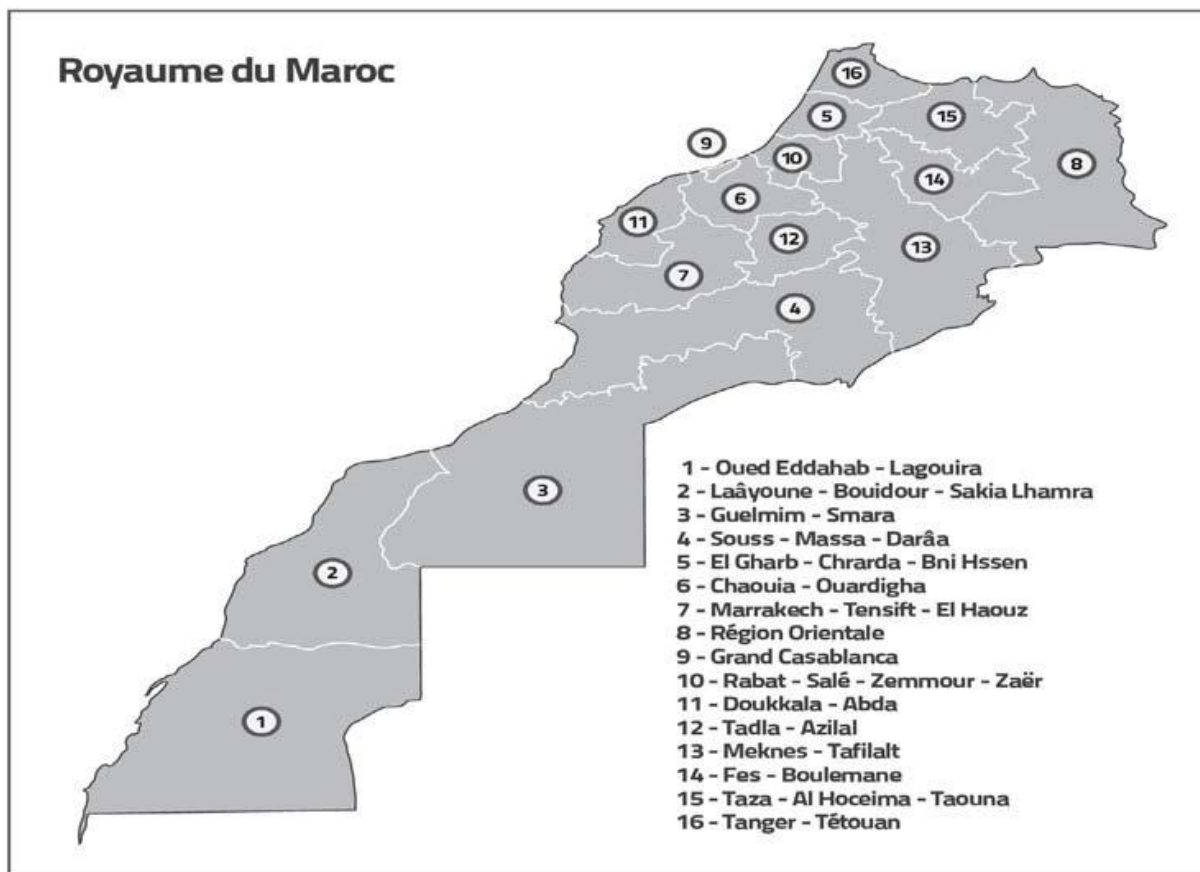 Royaume du Maroc
16
5
15
9
10
8
14
6
11
12
13
7
4
3
2
1
1 - Oued Eddahab - Lagouira
2 - Laâyoune - Bouidour - Sakia Lhamra
3 - Guelmim - Smara
4 - Souss - Massa - Darâa
5 - El Gharb - Chrarda - Bni Hssen
6 - Chaouia - Ouardigha
7 - Marrakech - Tensift - El Haouz
8 - Région Orientale
9 - Grand Casablanca
10 - Rabat - Salé - Zemmour - Zaër
11 - Doukkala - Abda
12 - Tadla - Azilal
13 - Meknes - Tafilalt
14 - Fes - Boulemane
15 - Taza - Al Hoceima - Taouna
16 - Tanger - Tétouan